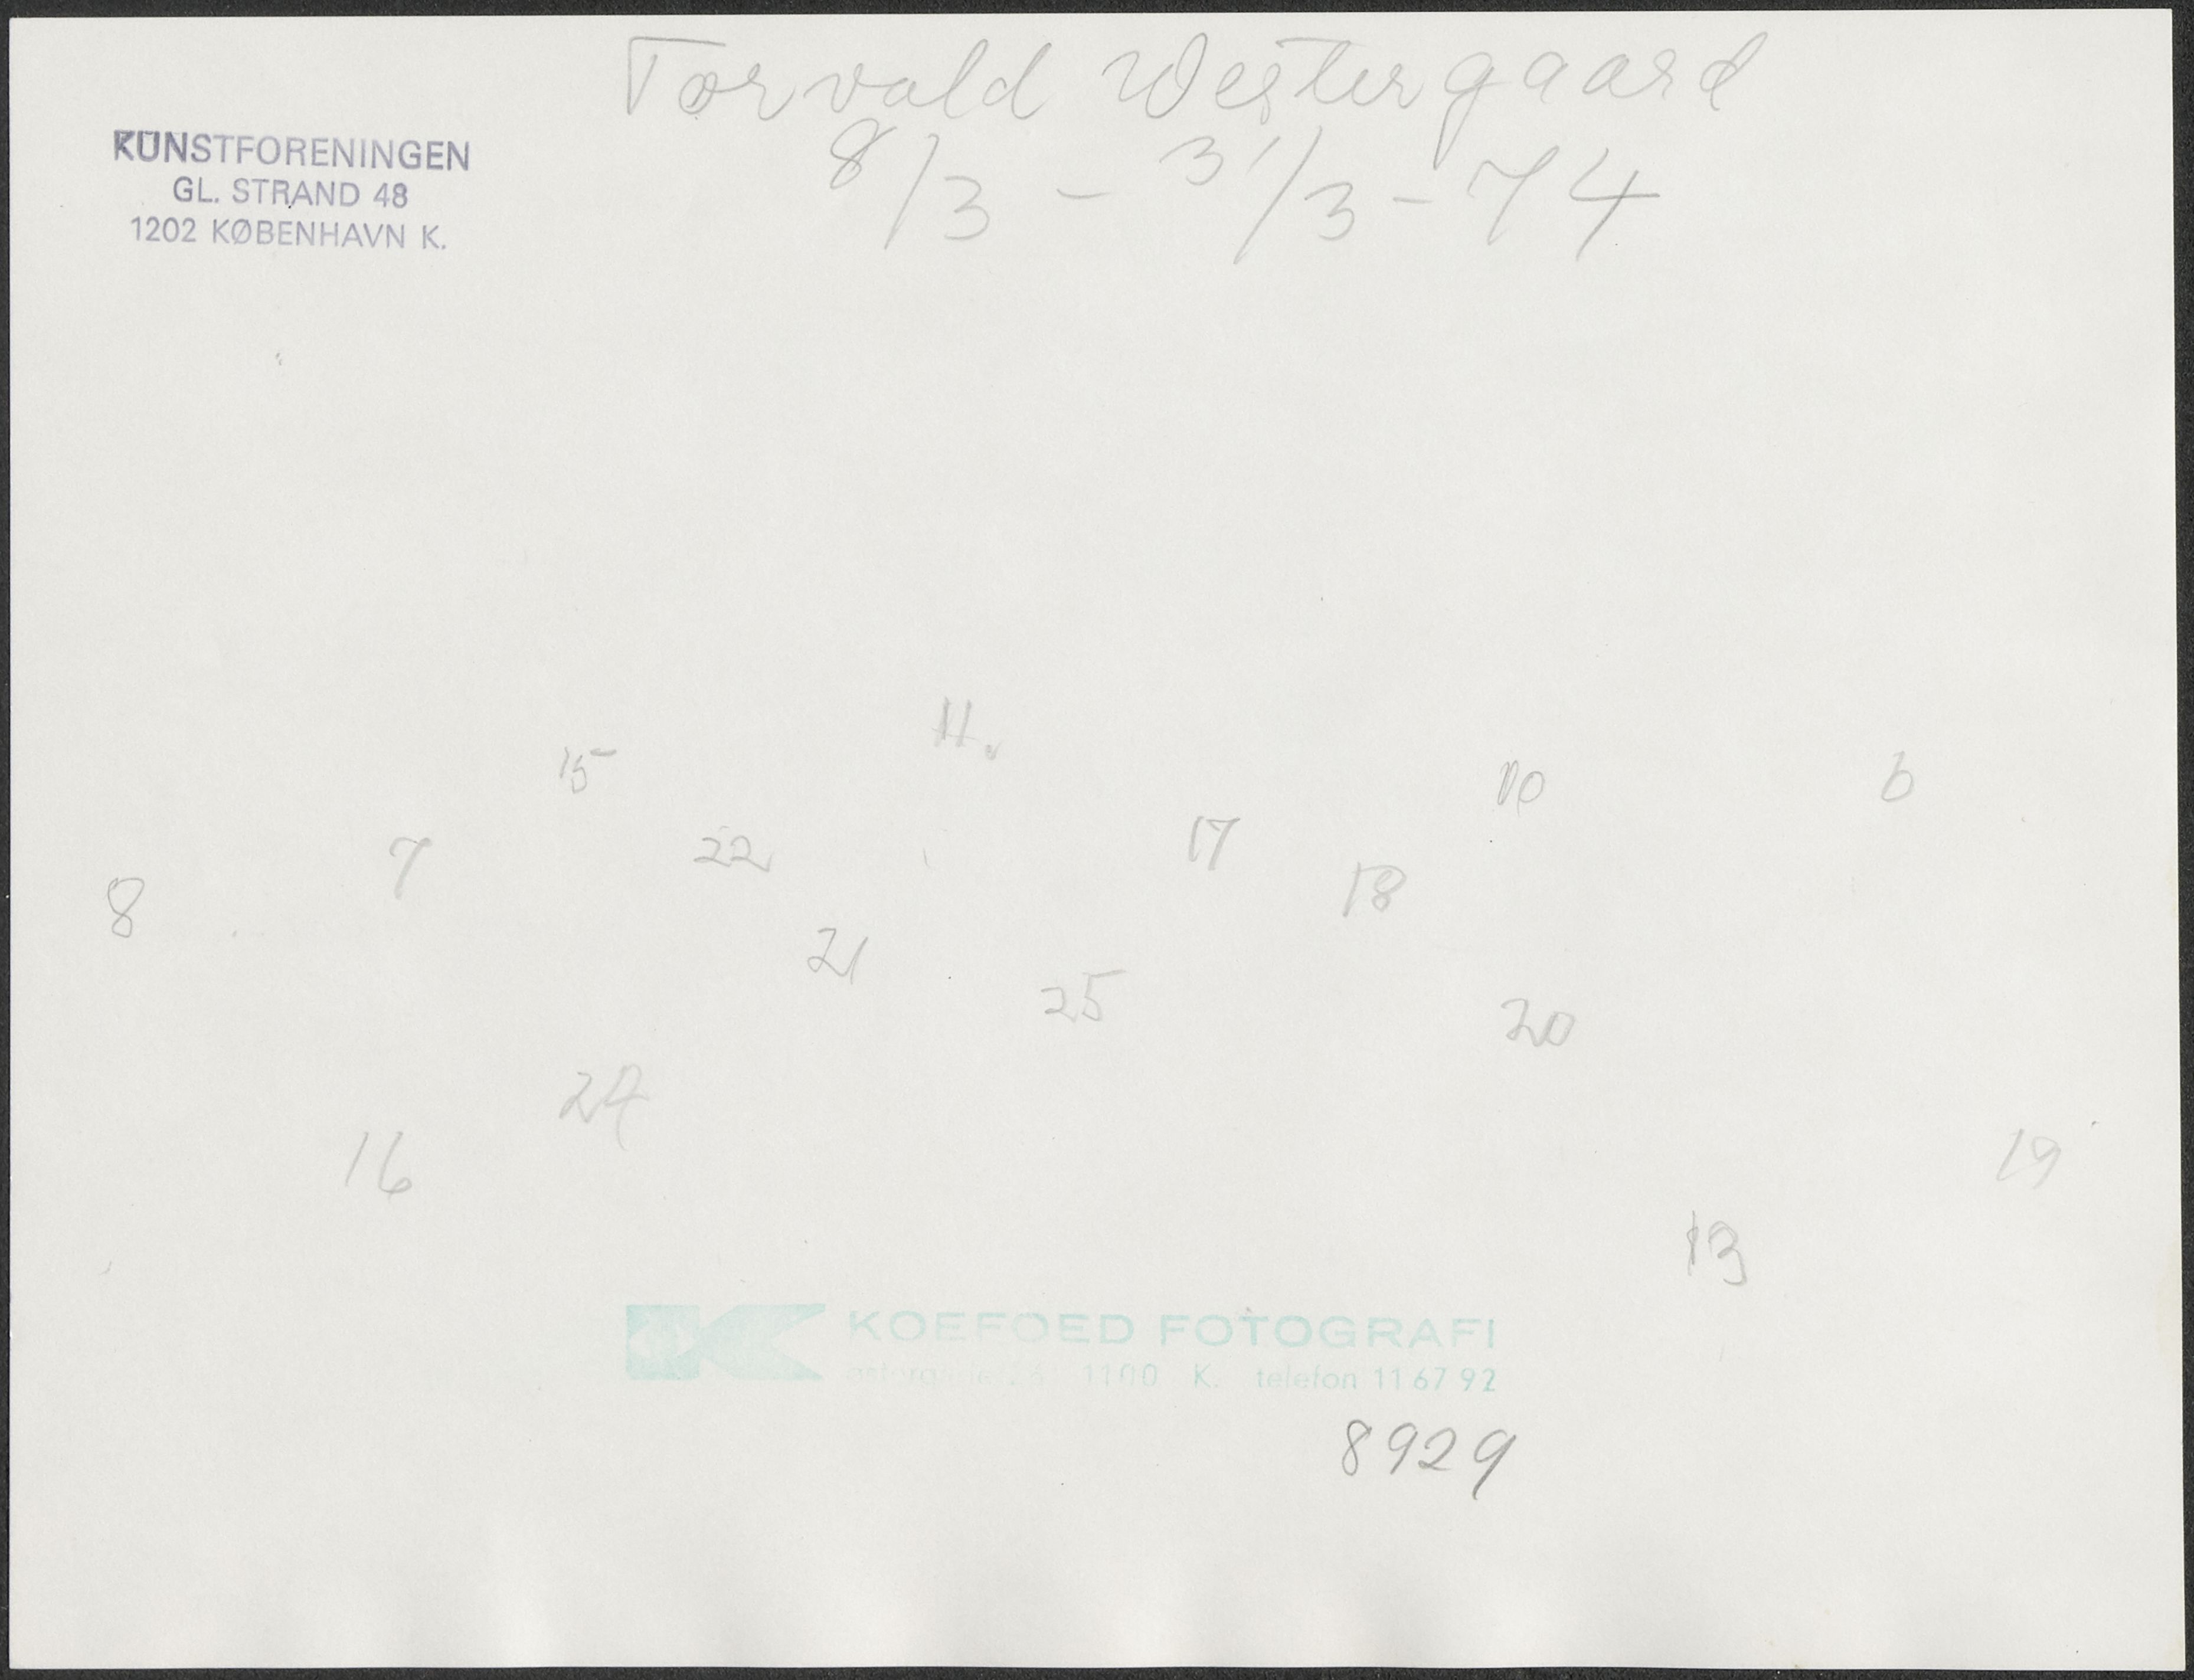 Torvald Westergaard
8/3 - 31/3 - 74
KUNSTFORENINGEN
GL. STRAND 48
1202 KØBENHAVN K.
11.
15
10
6
7
22
17
18
8
21
25
20
24
16
19
13
KOEFOED FOTOGRAFI
1100 K. telefon 11 67 92
8929